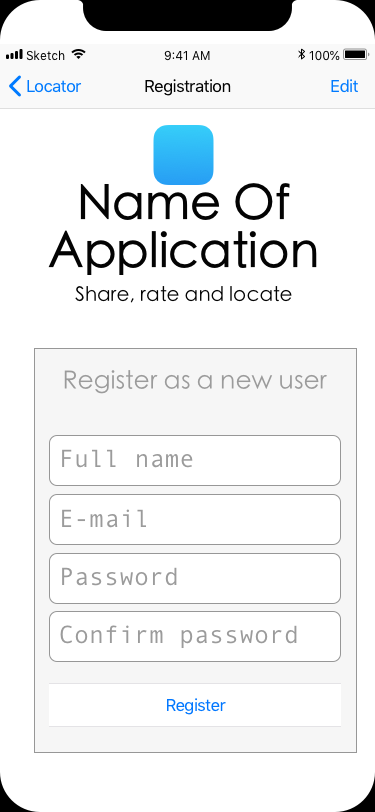 Sketch 9:41 AM 100%
Locator Registration Edit
Name Of
Application
Share, rate and locate
Register as a new user
Full name
E-mail
Password
Confirm password
Register